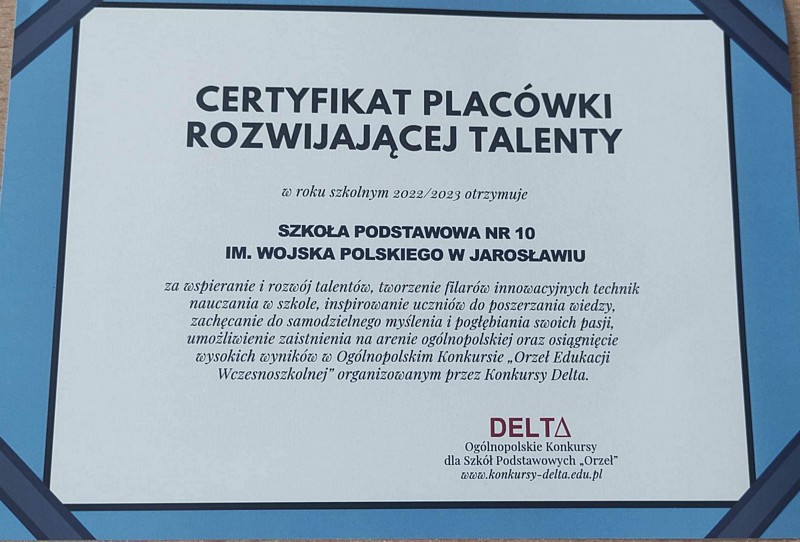 CERTYFIKAT PLACÓWKI
ROZWIJAJĄCEJ TALENTY
w roku szkolnym 2022/2023 otrzymuje
SZKOŁA PODSTAWOWA NR 10
IM. WOJSKA POLSKIEGO W JAROSŁAWIU
za wspieranie i rozwój talentów, tworzenie filarów innowacyjnych technik
nauczania w szkole, inspirowanie uczniów do poszerzania wiedzy,
zachęcanie do samodzielnego myślenia i pogłębiania swoich pasji,
umożliwienie zaistnienia na arenie ogólnopolskiej oraz osiągnięcie
wysokich wyników w Ogólnopolskim Konkursie „Orzeł Edukacji
Wczesnoszkolnej” organizowanym przez Konkursy Delta.
DELTΔ
Ogólnopolskie Konkursy
dla Szkół Podstawowych „Orzeł”
www.konkursy-delta.edu.pl